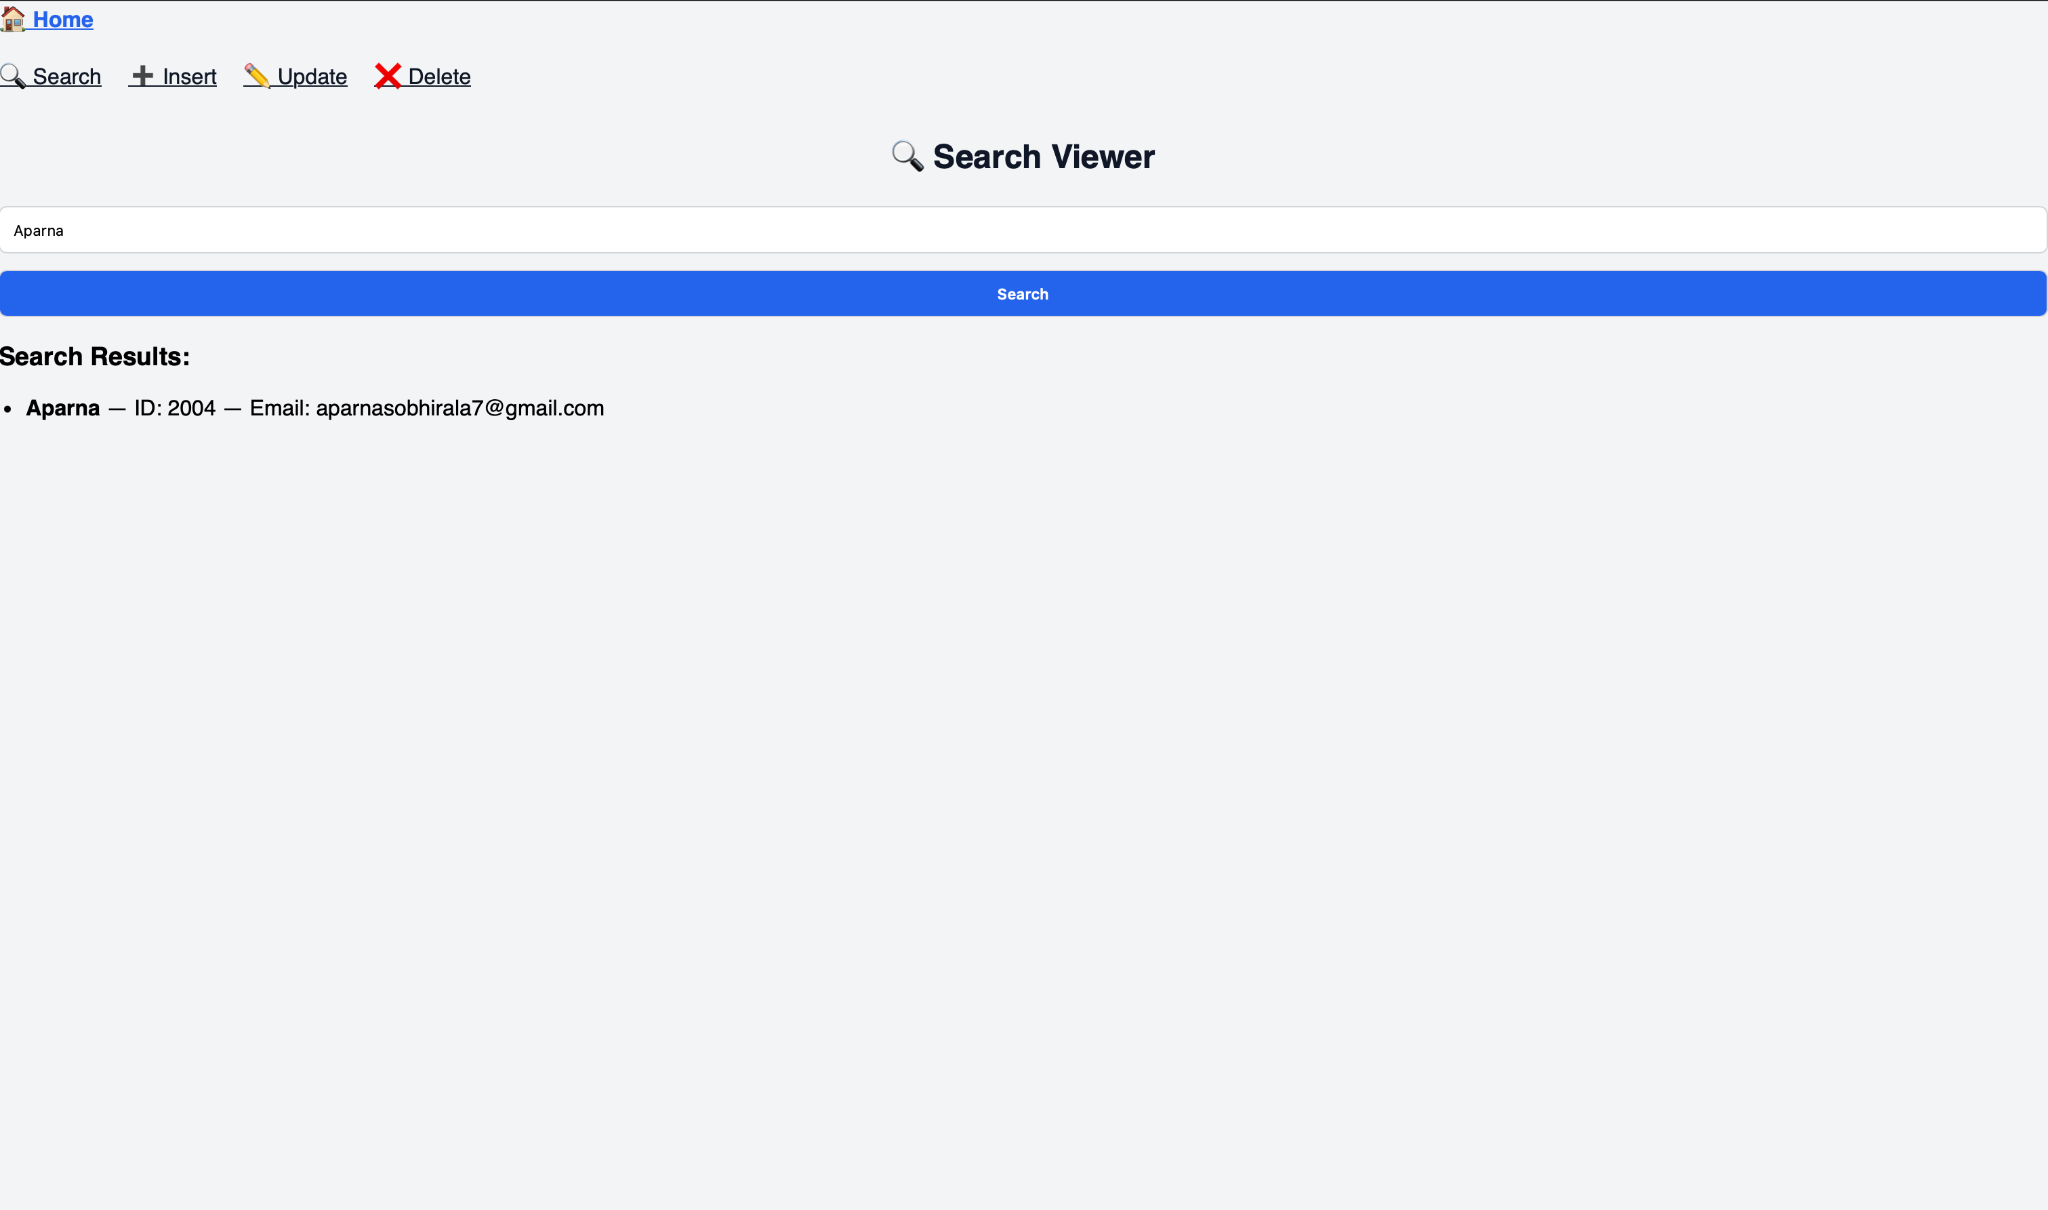 🏠 Home
🔍 Search ➕ Insert ✏️ Update ❌ Delete
🔍 Search Viewer
Aparna
Search
Search Results:
• Aparna — ID: 2004 — Email: aparnasobhirala7@gmail.com